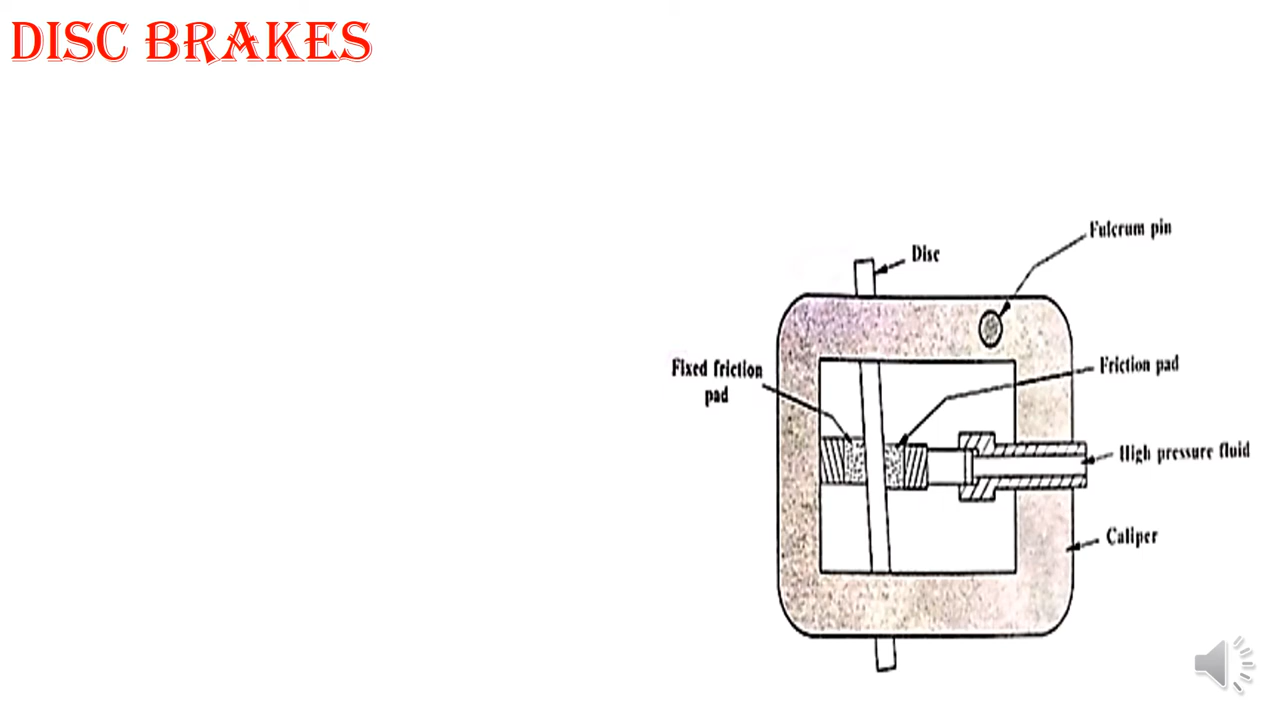 DISC BRAKES
Fulcrum pin
Disc
Fixed friction
pad
Friction pad
High pressure fluid
Caliper